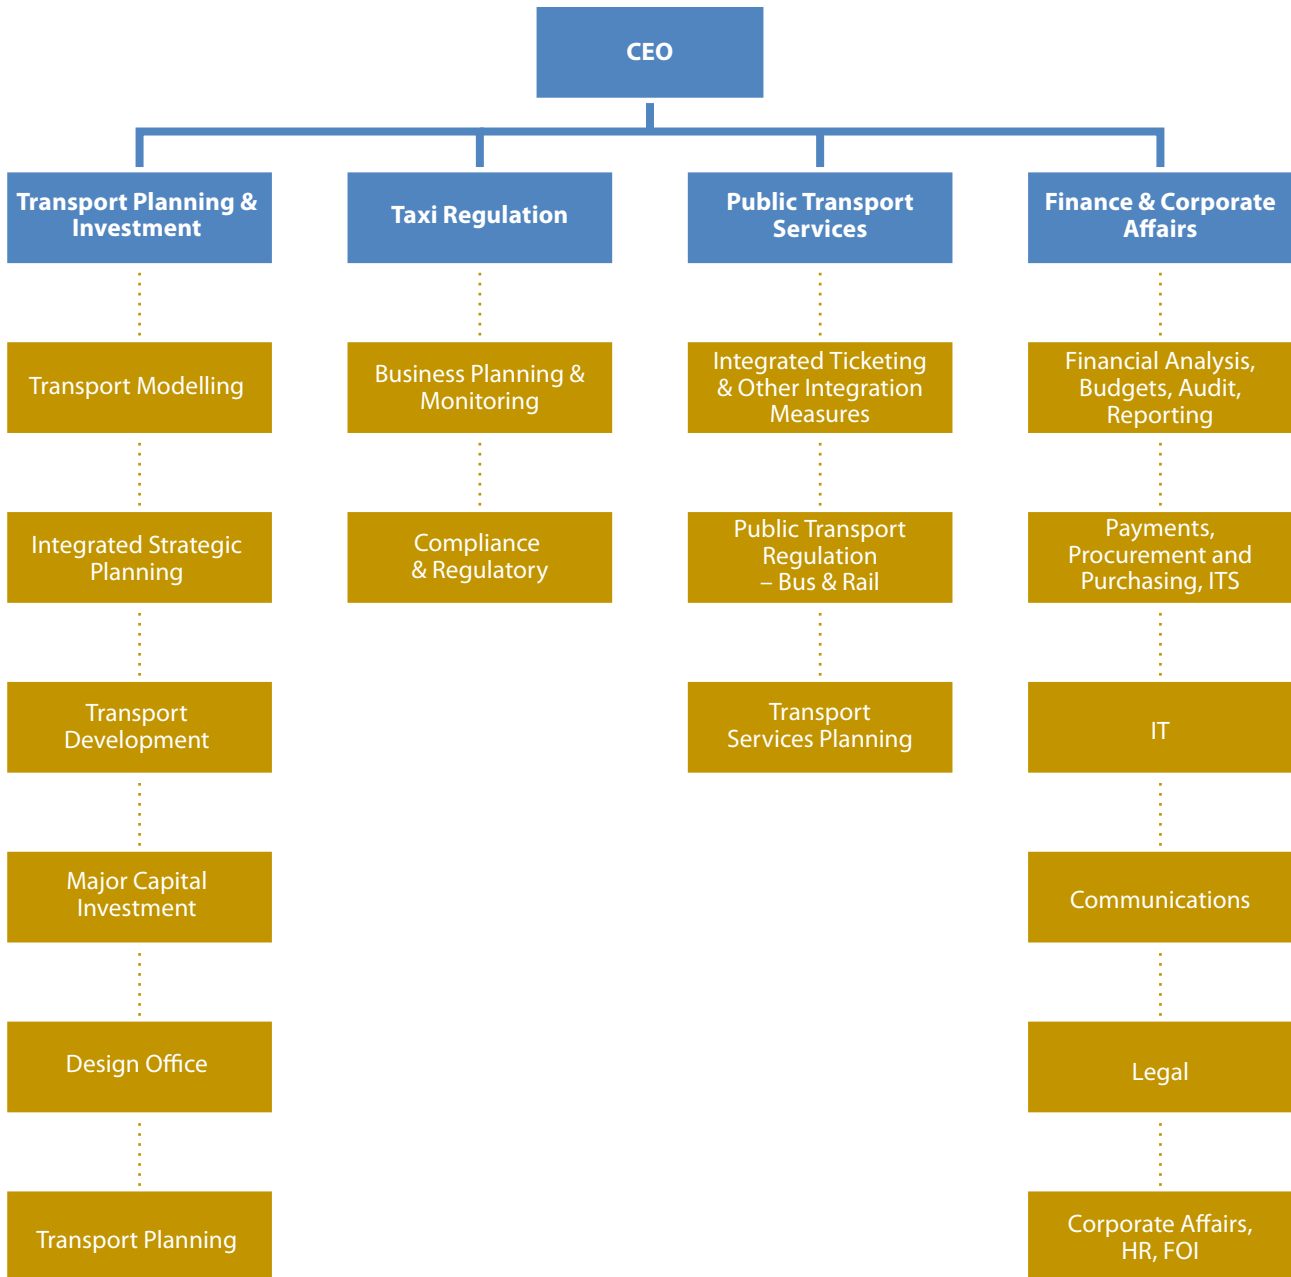 CEO
Transport Planning &
Investment
Taxi Regulation
Public Transport
Services
Finance & Corporate
Affairs
Transport Modelling
Business Planning &
Monitoring
Integrated Ticketing
& Other Integration
Measures
Financial Analysis,
Budgets, Audit,
Reporting
Integrated Strategic
Planning
Compliance
& Regulatory
Public Transport
Regulation
– Bus & Rail
Payments,
Procurement and
Purchasing, ITS
Transport
Development
Transport
Services Planning
IT
Major Capital
Investment
Communications
Design Office
Legal
Transport Planning
Corporate Affairs,
HR, FOI